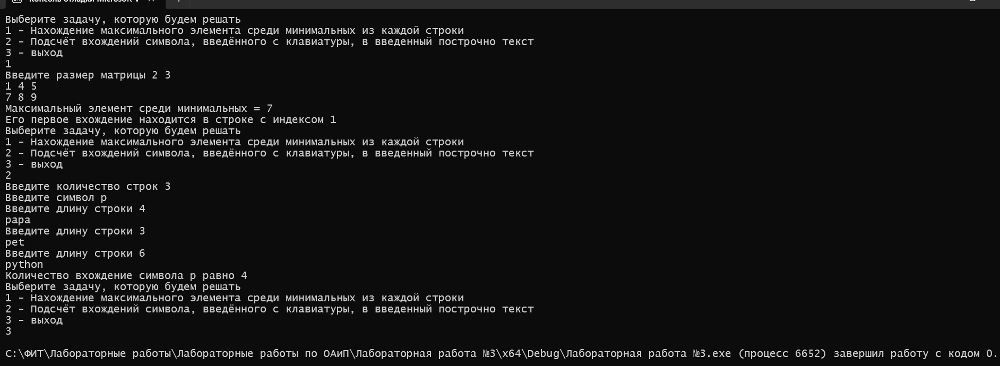 Консоль отладки Microsoft V
Выберите задачу, которую будем решать
1 - Нахождение максимального элемента среди минимальных из каждой строки
2 - Подсчёт вхождений символа, введённого с клавиатуры, в введенный построчно текст
3 - выход
1
Введите размер матрицы 2 3
1 4 5
7 8 9
Максимальный элемент среди минимальных = 7
Его первое вхождение находится в строке с индексом 1
Выберите задачу, которую будем решать
1 - Нахождение максимального элемента среди минимальных из каждой строки
2 - Подсчёт вхождений символа, введённого с клавиатуры, в введенный построчно текст
3 - выход
2
Введите количество строк 3
Введите символ p
Введите длину строки 4
papa
Введите длину строки 3
pet
Введите длину строки 6
python
Количество вхождение символа p равно 4
Выберите задачу, которую будем решать
1 - Нахождение максимального элемента среди минимальных из каждой строки
2 - Подсчёт вхождений символа, введённого с клавиатуры, в введенный построчно текст
3 - выход
3
C:\ФИТ\Лабораторные работы\Лабораторные работы по ОАиП\Лабораторная работа №3\x64\Debug\Лабораторная работа №3.exe (процесс 6652) завершил работу с кодом 0.